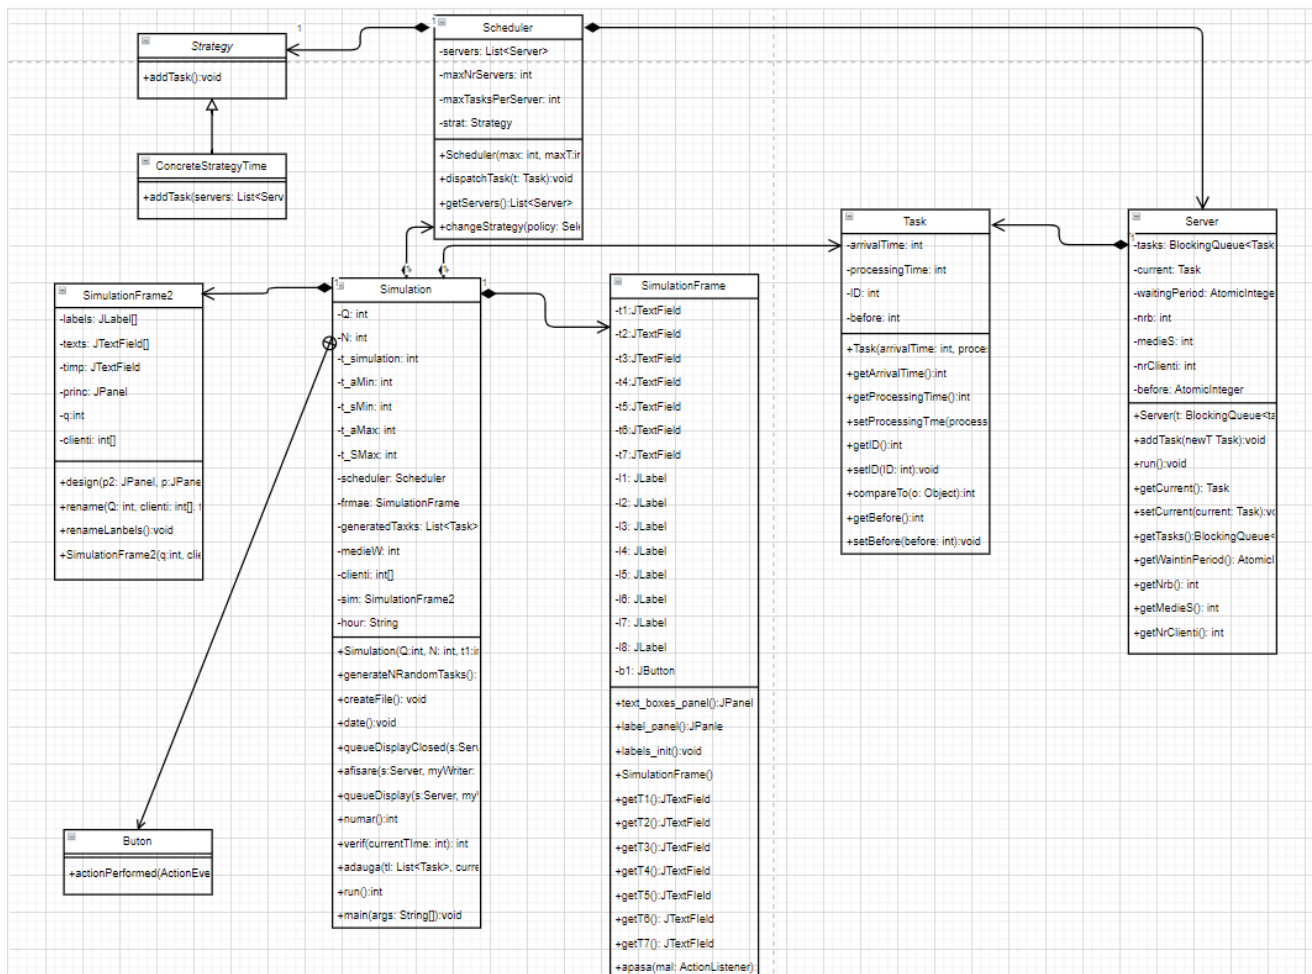 Strategy
+addTask():void
ConcreteStrategyTime
+addTask(servers: List<Serv
1
1
Scheduler
-servers: List<Server>
-maxNrServers: int
-maxTasksPerServer: int
-strat: Strategy
+Scheduler(max: int, maxT:in
+dispatchTask(t: Task):void
+getServers():List<Server>
+changeStrategy(policy: Sele
Task
-arrivalTime: int
-processingTime: int
-ID: int
-before: int
+Task(arrivalTime: int, proces
+getArrivalTime():int
+getProcessingTime():int
+setProcessingTme(process
+getID():int
+setID(ID: int):void
+compareTo(o: Object):int
+getBefore():int
+setBefore(before: int):void
1
Server
-tasks: BlockingQueue<Task
-current: Task
-waitingPeriod: AtomicIntege
-nrb: int
-medieS: int
-nrClienti: int
-before: AtomicInteger
+Server(t: BlockingQueue<ta
+addTask(newT Task):void
+run():void
+getCurrent(): Task
+setCurrent(current: Task):vo
+getTasks():BlockingQueue<
+getWaintinPeriod(): AtomicI
+getNrb(): int
+getMedieS(): int
+getNrClienti(): int
SimulationFrame2
-labels: JLabel[]
-texts: JTextField[]
-timp: JTextField
-princ: JPanel
-q:int
-clienti: int[]
+design(p2: JPanel, p:JPane
+rename(Q: int, clienti: int[],
+renameLanbels():void
+SimulationFrame2(q:int, clie
1
1
1
1
Simulation
-Q: int
-N: int
-t_simulation: int
-t_aMin: int
-t_sMin: int
-t_aMax: int
-t_SMax: int
-scheduler: Scheduler
-frmae: SimulationFrame
-generatedTaxks: List<Task>
-medieW: int
-clienti: int[]
-sim: SimulationFrame2
-hour: String
+Simulation(Q:int, N: int, t1:in
+generateNRandomTasks():
+createFile(): void
+date():void
+queueDisplayClosed(s:Serv
+afisare(s:Server, myWriter:
+queueDisplay(s:Server, my
+numar():int
+verif(currentTIme: int): int
+adauga(tl: List<Task>, curre
+run():int
+main(args: String[]):void
SimulationFrame
-t1:JTextField
-t2:JTextField
-t3:JTextField
-t4:JTextField
-t5:JTextField
-t6:JTextField
-t7:JTextField
-l1: JLabel
-l2: JLabel
-l3: JLabel
-l4: JLabel
-l5: JLabel
-l6: JLabel
-l7: JLabel
-l8: JLabel
-b1: JButton
+text_boxes_panel():JPanel
+label_panel():JPanle
+labels_init():void
+SimulationFrame()
+getT1():JTextField
+getT2():JTextField
+getT3():JTextField
+getT4():JTextField
+getT5():JTextField
+getT6(): JTextField
+getT7(): JTextField
+apasa(mal: ActionListener):
Buton
+actionPerformed(ActionEve